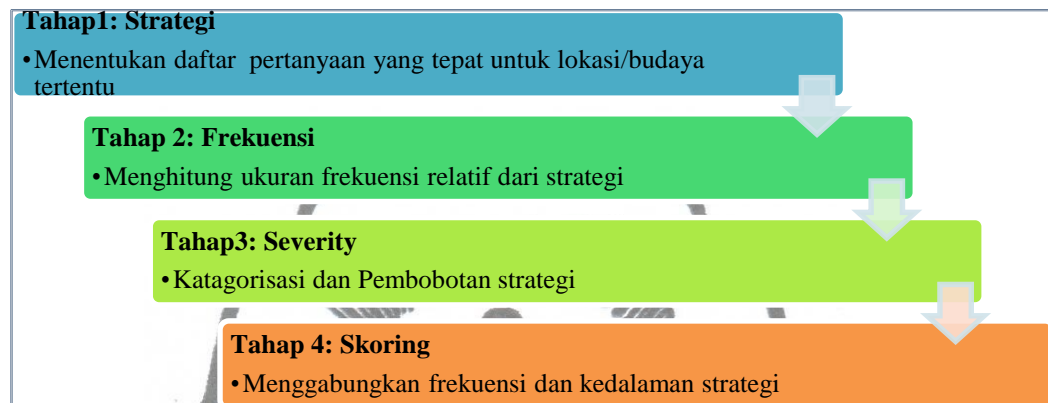 Tahap1: Strategi
•Menentukan daftar pertanyaan yang tepat untuk lokasi/budaya
tertentu
Tahap 2: Frekuensi
•Menghitung ukuran frekuensi relatif dari strategi
Tahap3: Severity
•Katagorisasi dan Pembobotan strategi
Tahap 4: Skoring
•Menggabungkan frekuensi dan kedalaman strategi